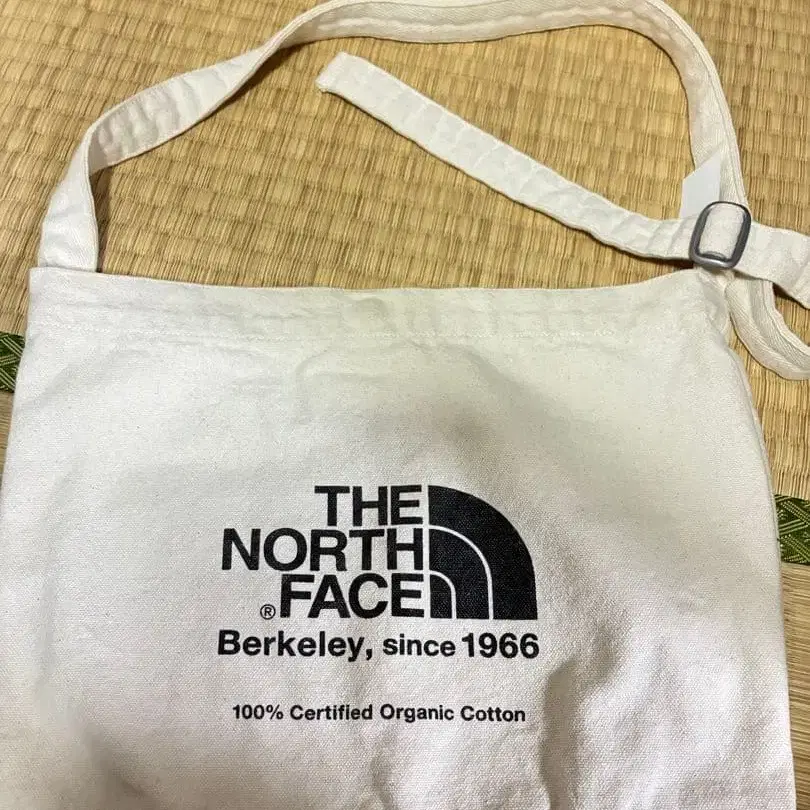 THE
NORTH
® FACE
Berkeley, since 1966
100% Certified Organic Cotton